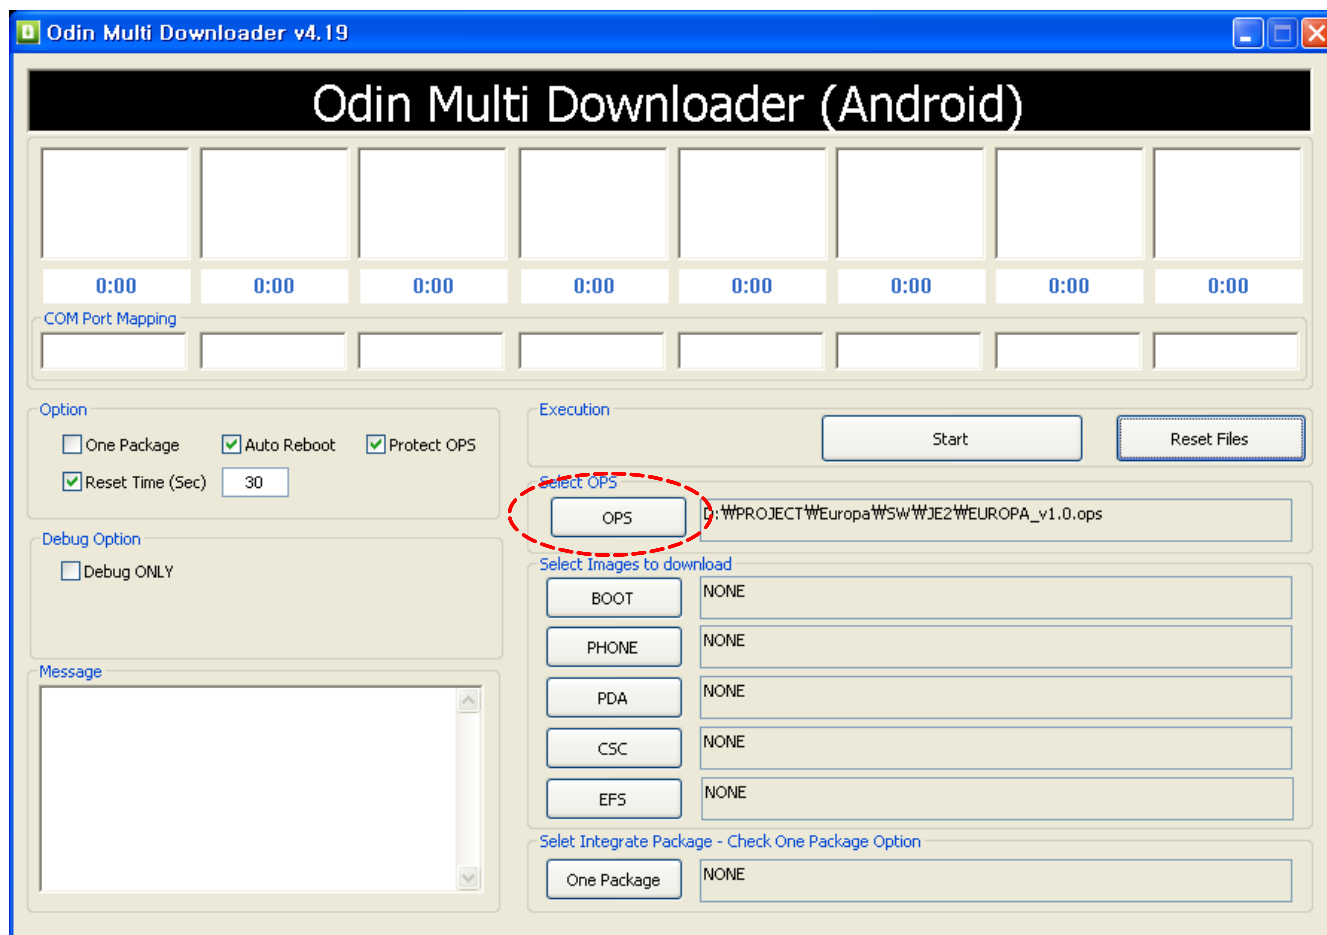 Odin Multi Downloader v4.19
Odin Multi Downloader (Android)
0:00 0:00 0:00 0:00 0:00 0:00 0:00 0:00
COM Port Mapping
Option
One Package Auto Reboot Protect OPS
Reset Time (Sec) 30
Debug Option
Debug ONLY
Message
Execution
Start Reset Files
Select OPS
OPS D:₩PROJECT₩Europa₩SW₩JE2₩EUROPA_v1.0.ops
Select Images to download
BOOT NONE
PHONE NONE
PDA NONE
CSC NONE
EFS NONE
Selet Integrate Package - Check One Package Option
One Package NONE